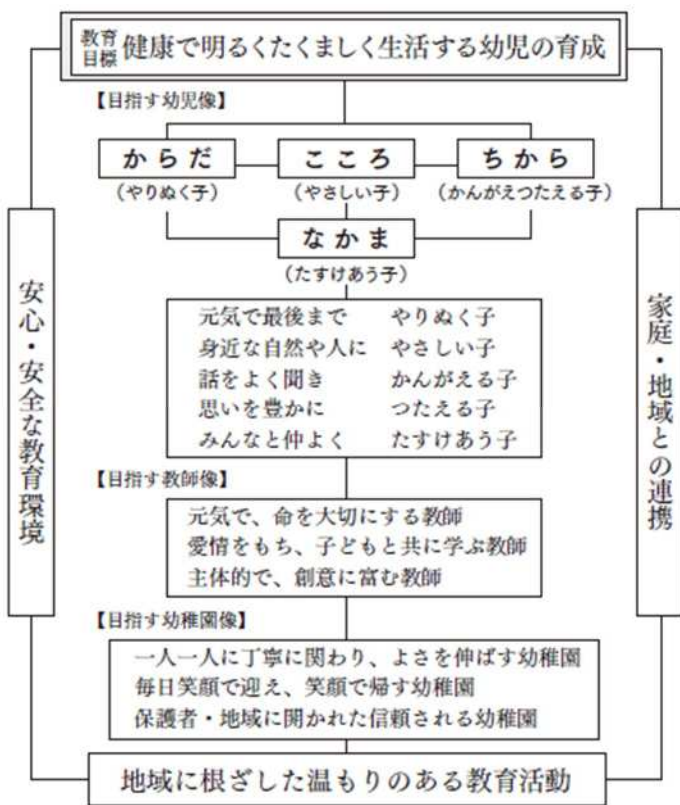 教育目標 健康で明るくたくましく生活する幼児の育成
【目指す幼児像】
からだ こころ ちから
(やりぬく子) (やさしい子) (かんがえつたえる子)
なかま
(たすけあう子)
元気で最後まで やりぬく子
身近な自然や人に やさしい子
話をよく聞き かんがえる子
思いを豊かに つたえる子
みんなと仲よく たすけあう子
【目指す教師像】
元気で、命を大切にする教師
愛情をもち、子どもと共に学ぶ教師
主体的で、創意に富む教師
【目指す幼稚園像】
一人一人に丁寧に関わり、よさを伸ばす幼稚園
毎日笑顔で迎え、笑顔で帰す幼稚園
保護者・地域に開かれた信頼される幼稚園
安心・安全な教育環境
家庭・地域との連携
地域に根ざした温もりのある教育活動